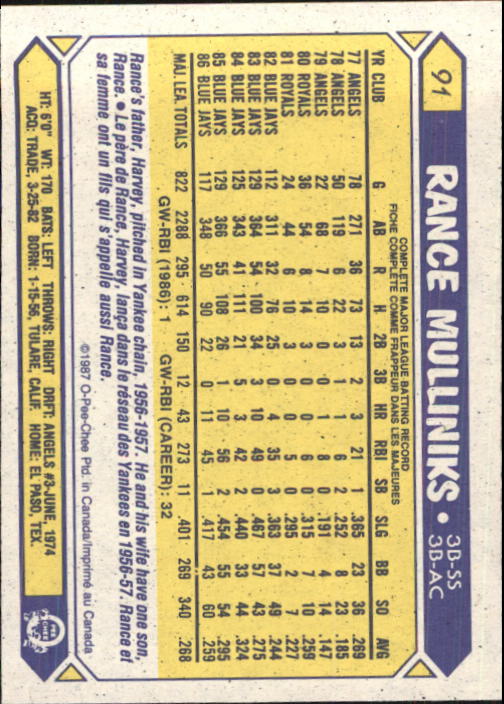 91
RANCE MULLINIKS • 3B-SS
3B-AC
COMPLETE MAJOR LEAGUE BATTING RECORD
FICHE COMPLÈTE COMME FRAPPEUR DANS LES MAJEURES
YR CLUB G AB R H 2B 3B HR RBI SB SLG BB SO AVG
77 ANGELS 78 271 36 73 13 2 3 21 1 .365 23 36 .269
78 ANGELS 50 119 6 22 3 1 1 6 2 .252 8 23 .185
79 ANGELS 22 68 7 10 0 0 1 8 0 .191 4 14 .147
80 ROYALS 36 54 8 14 3 0 0 6 0 .315 7 10 .259
81 ROYALS 24 44 6 10 3 0 0 5 0 .295 2 7 .227
82 BLUE JAYS 112 311 32 76 25 0 4 35 3 .363 37 49 .244
83 BLUE JAYS 129 364 54 100 34 3 10 49 0 .467 57 43 .275
84 BLUE JAYS 125 343 41 111 21 5 3 42 2 .440 33 44 .324
85 BLUE JAYS 129 366 55 108 26 1 10 56 2 .454 55 54 .295
86 BLUE JAYS 117 348 50 90 22 0 11 45 1 .417 43 60 .259
MAJ. LEA. TOTALS 822 2288 295 614 150 12 43 273 11 .401 269 340 .268
GW-RBI (1986): 1 GW-RBI (CAREER): 32
Rance's father, Harvey, pitched in Yankee chain, 1956-1957. He and his wife have one son,
Rance. • Le père de Rance, Harvey, lança dans le réseau des Yankees en 1956-57. Rance et
sa femme ont un fils qui s'appelle aussi Rance.
©1987 O-Pee-Chee Ptd. in Canada/Imprimé au Canada
HT: 6'0" WT: 170 BATS: LEFT THROWS: RIGHT DRFT: ANGELS #3-JUNE, 1974
ACQ: TRADE, 3-25-82 BORN: 1-15-56, TULARE, CALIF. HOME: EL PASO, TEX.
O PEE CHEE